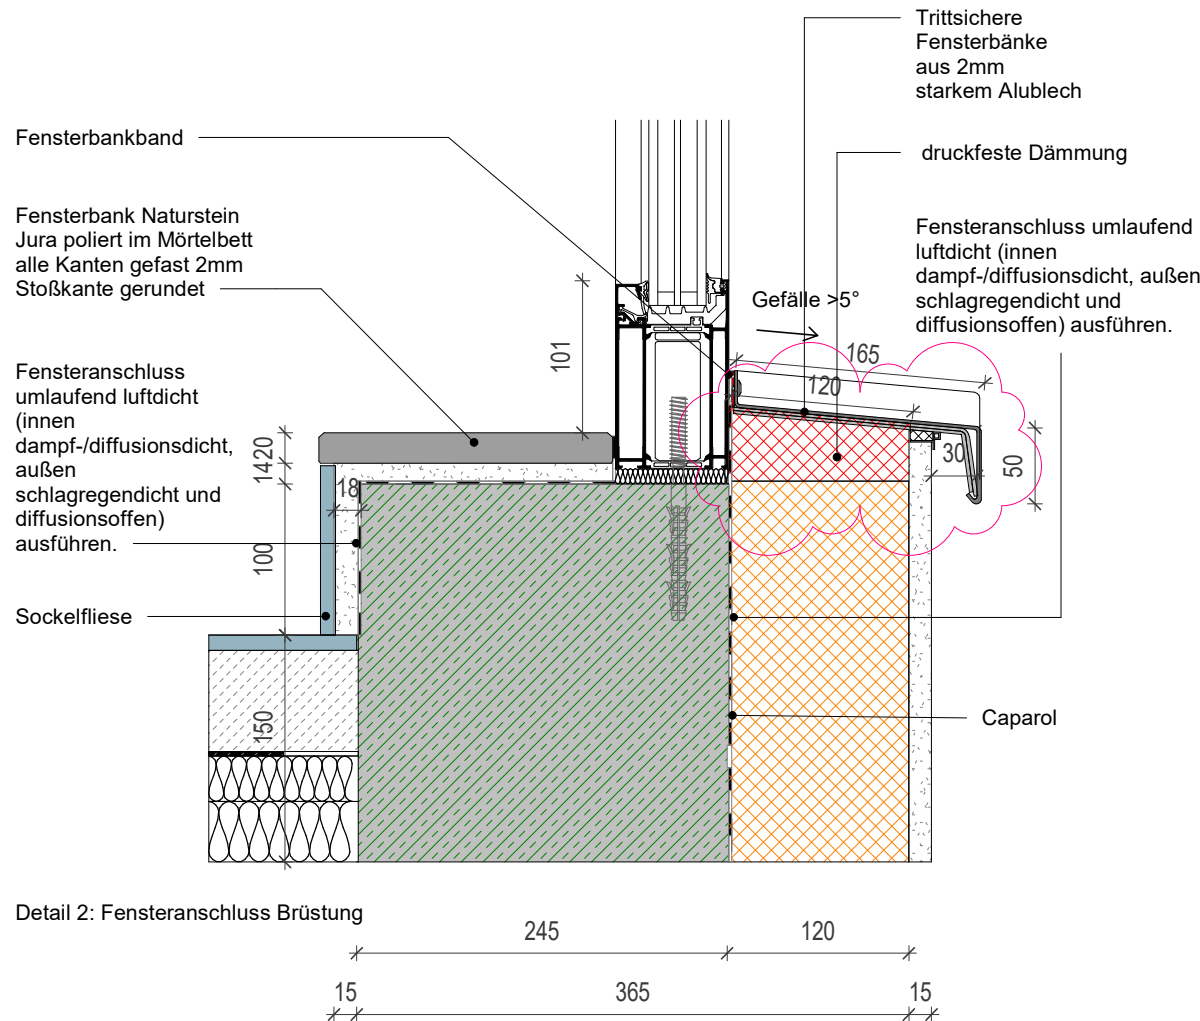 Trittsichere
Fensterbänke
aus 2mm
starkem Alublech
Fensterbankband
druckfeste Dämmung
Fensterbank Naturstein
Jura poliert im Mörtelbett
alle Kanten gefast 2mm
Stoßkante gerundet
Fensteranschluss umlaufend
luftdicht (innen
dampf-/diffusionsdicht, außen
schlagregendicht und
diffusionsoffen) ausführen.
Gefälle >5°
101
165
120
Fensteranschluss
umlaufend luftdicht
(innen
dampf-/diffusionsdicht,
außen
schlagregendicht und
diffusionsoffen)
ausführen.
20
14
18
30
50
100
Sockelfliese
150
Caparol
Detail 2: Fensteranschluss Brüstung
245
120
15
365
15